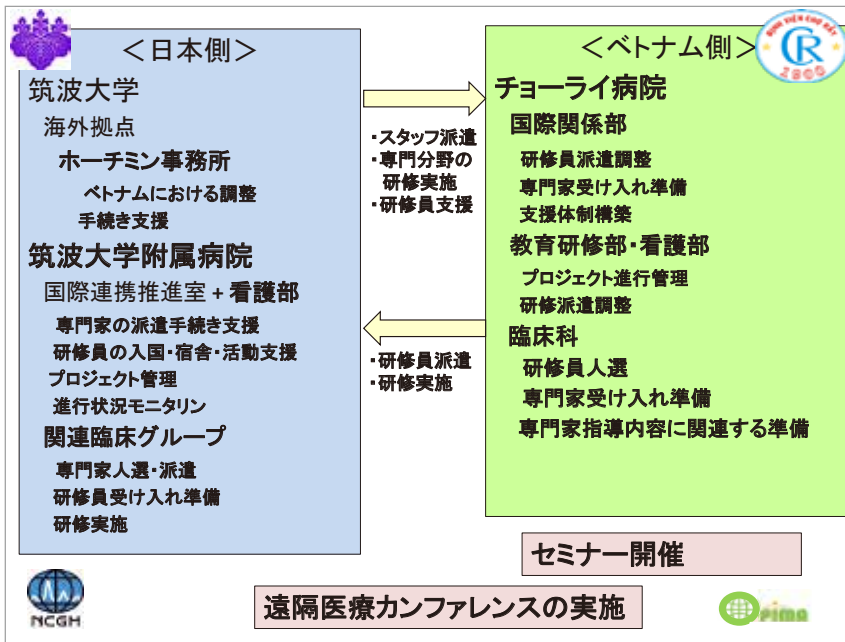 ＜日本側＞
筑波大学
海外拠点
ホーチミン事務所
ベトナムにおける調整
手続き支援
筑波大学附属病院
国際連携推進室 + 看護部
専門家の派遣手続き支援
研修員の入国・宿舎・活動支援
プロジェクト管理
進行状況モニタリン
関連臨床グループ
専門家人選・派遣
研修員受け入れ準備
研修実施
・スタッフ派遣
・専門分野の
研修実施
・研修員支援
・研修員派遣
・研修実施
＜ベトナム側＞
BỆNH VIỆN CHỢ RẪY
CR
1900
チョーライ病院
国際関係部
研修員派遣調整
専門家受け入れ準備
支援体制構築
教育研修部・看護部
プロジェクト進行管理
研修派遣調整
臨床科
研修員人選
専門家受け入れ準備
専門家指導内容に関連する準備
セミナー開催
遠隔医療カンファレンスの実施
NCGH
pima